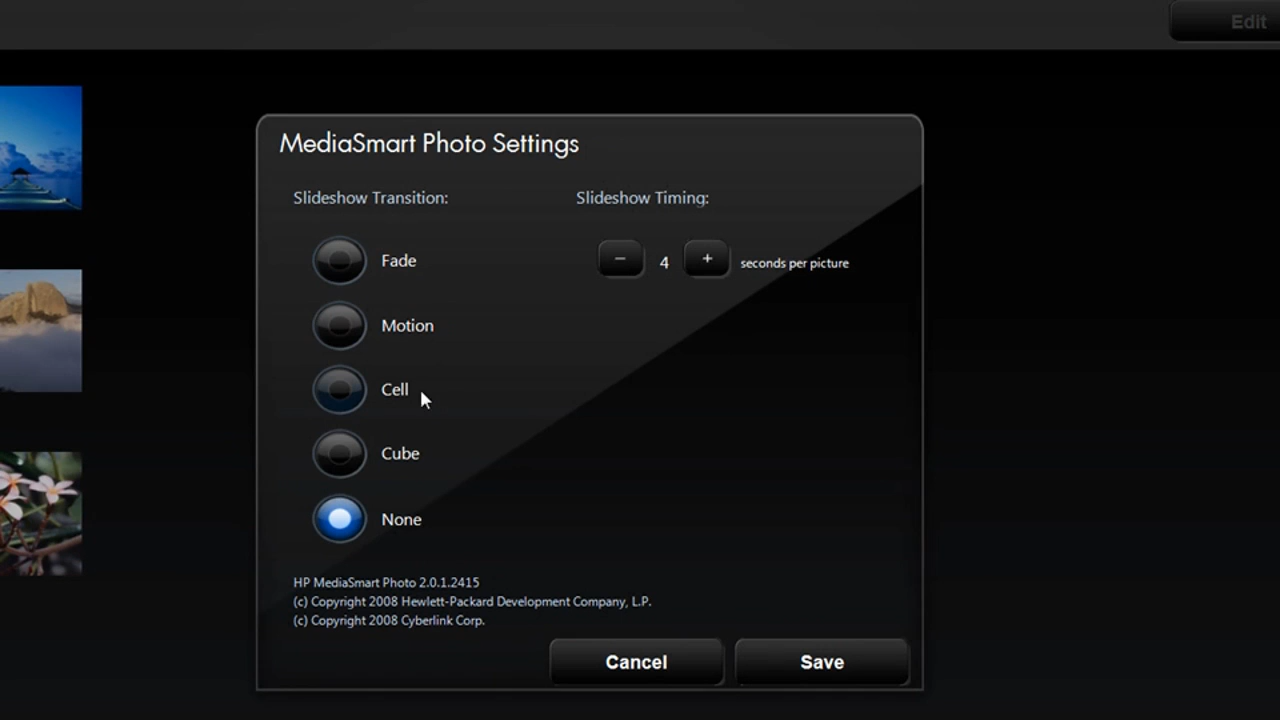 Edit
MediaSmart Photo Settings
Slideshow Transition:
Slideshow Timing:
Fade
− 4 + seconds per picture
Motion
Cell
Cube
None
HP MediaSmart Photo 2.0.1.2415
(c) Copyright 2008 Hewlett-Packard Development Company, L.P.
(c) Copyright 2008 Cyberlink Corp.
Cancel
Save